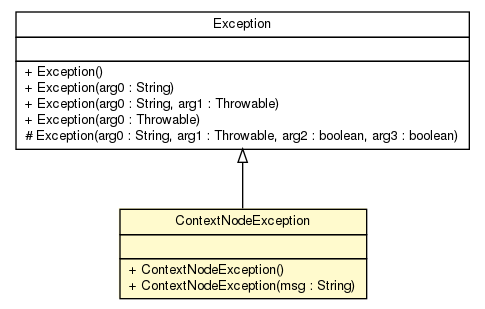 Exception
+ Exception()
+ Exception(arg0 : String)
+ Exception(arg0 : String, arg1 : Throwable)
+ Exception(arg0 : Throwable)
# Exception(arg0 : String, arg1 : Throwable, arg2 : boolean, arg3 : boolean)
ContextNodeException
+ ContextNodeException()
+ ContextNodeException(msg : String)